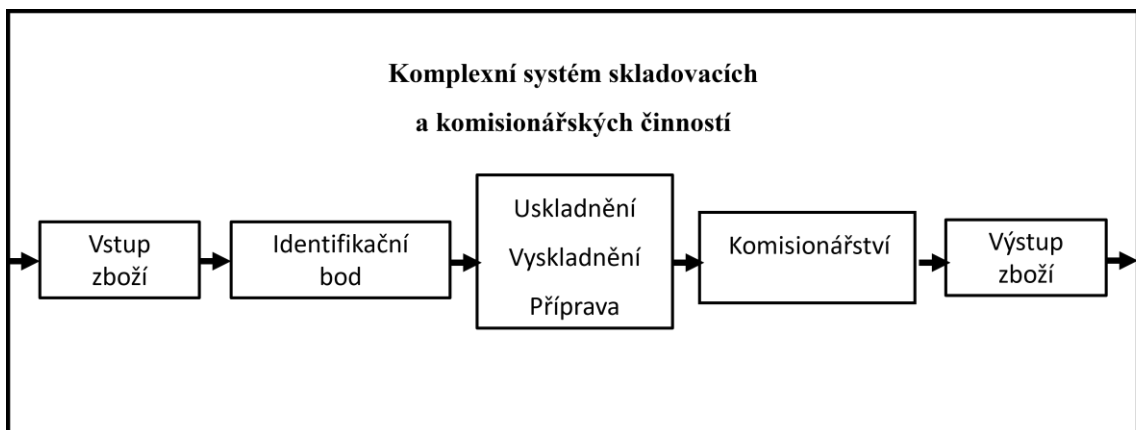 Komplexní systém skladovacích
a komisionářských činností
Vstup
zboží
Identifikační
bod
Uskladnění
Vyskladnění
Příprava
Komisionářství
Výstup
zboží